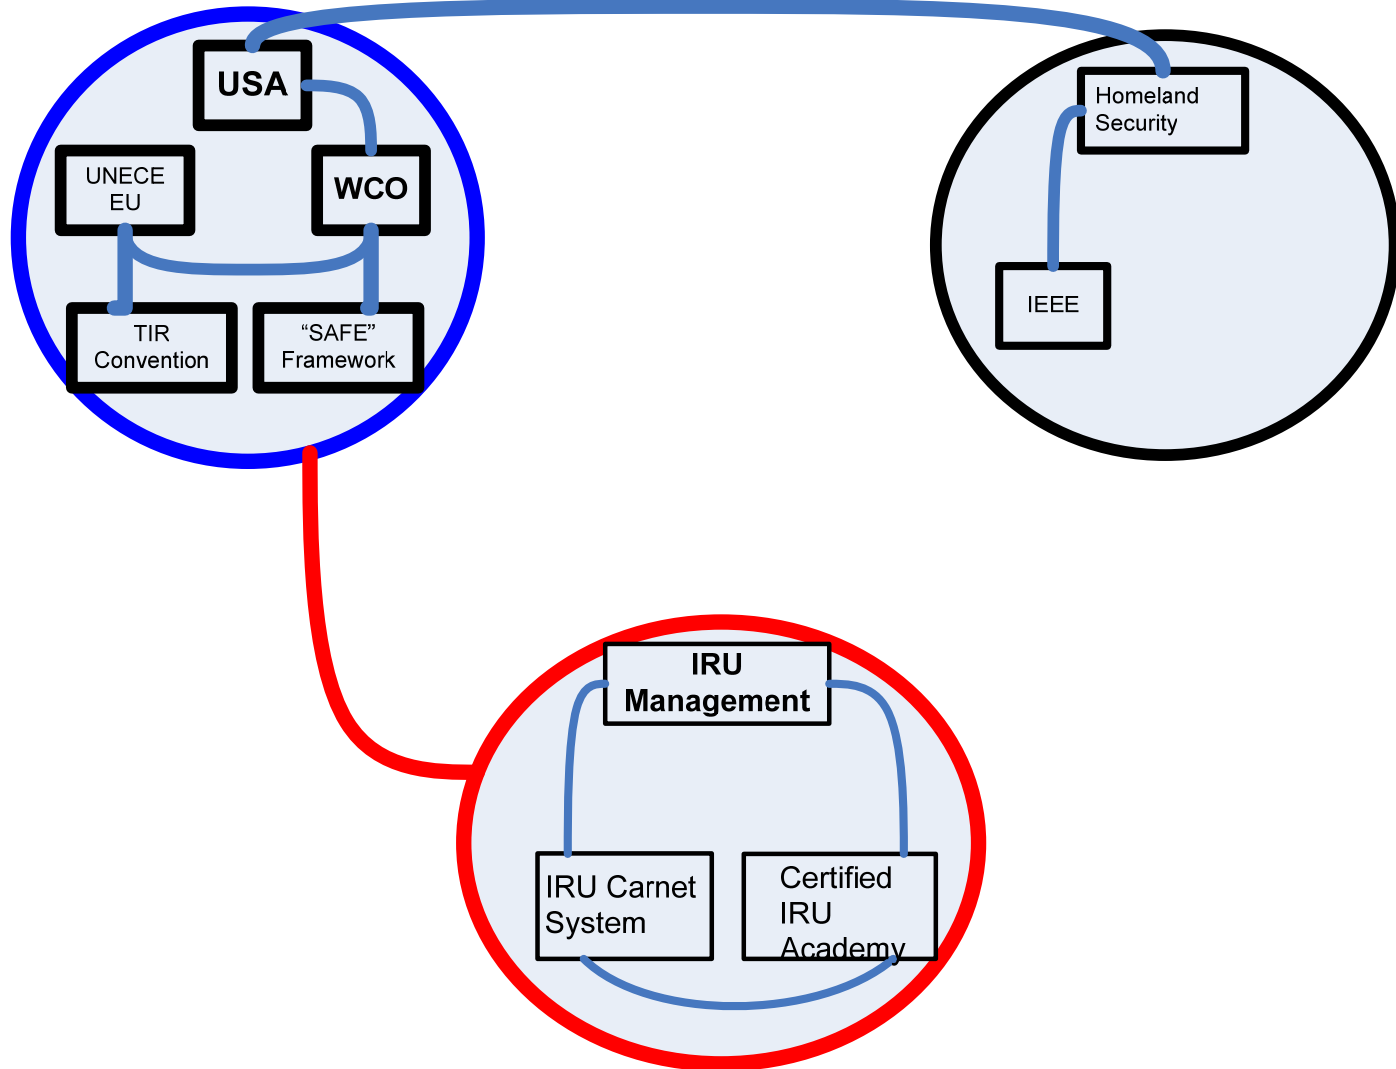 USA
UNECE
EU
WCO
TIR
Convention
“SAFE”
Framework
Homeland
Security
IEEE
IRU
Management
IRU Carnet
System
Certified
IRU
Academy